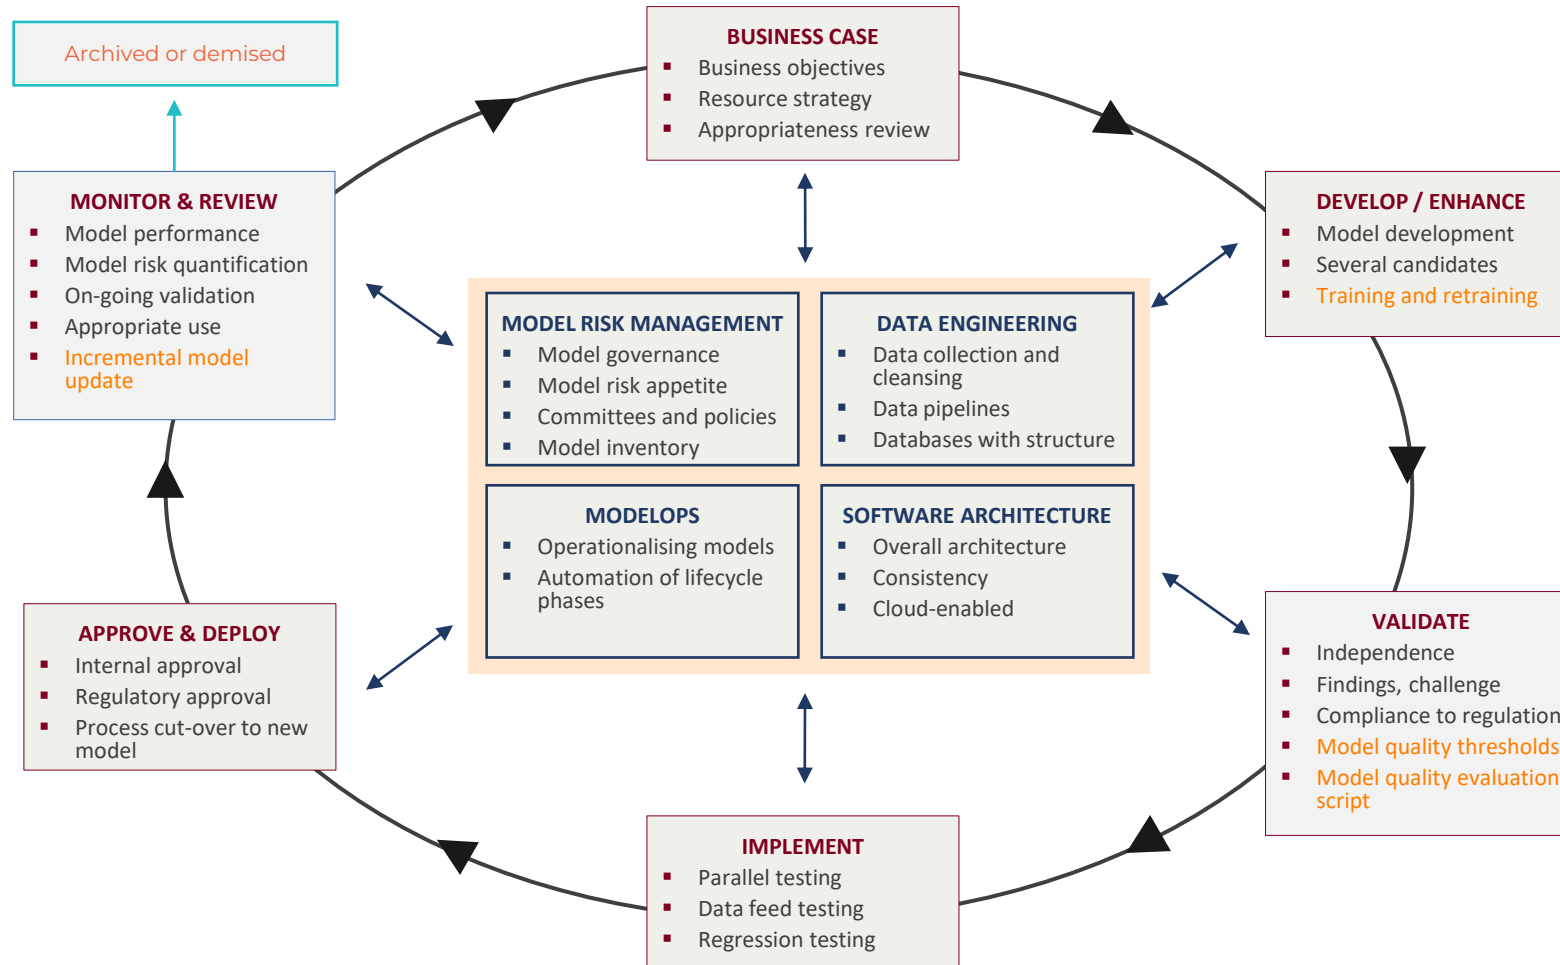 Archived or demised
BUSINESS CASE
▪ Business objectives
▪ Resource strategy
▪ Appropriateness review
MONITOR & REVIEW
▪ Model performance
▪ Model risk quantification
▪ On-going validation
▪ Appropriate use
▪ Incremental model
update
DEVELOP / ENHANCE
▪ Model development
▪ Several candidates
▪ Training and retraining
MODEL RISK MANAGEMENT
▪ Model governance
▪ Model risk appetite
▪ Committees and policies
▪ Model inventory
DATA ENGINEERING
▪ Data collection and
cleansing
▪ Data pipelines
▪ Databases with structure
MODELOPS
▪ Operationalising models
▪ Automation of lifecycle
phases
SOFTWARE ARCHITECTURE
▪ Overall architecture
▪ Consistency
▪ Cloud-enabled
APPROVE & DEPLOY
▪ Internal approval
▪ Regulatory approval
▪ Process cut-over to new
model
VALIDATE
▪ Independence
▪ Findings, challenge
▪ Compliance to regulation
▪ Model quality thresholds
▪ Model quality evaluation
script
IMPLEMENT
▪ Parallel testing
▪ Data feed testing
▪ Regression testing